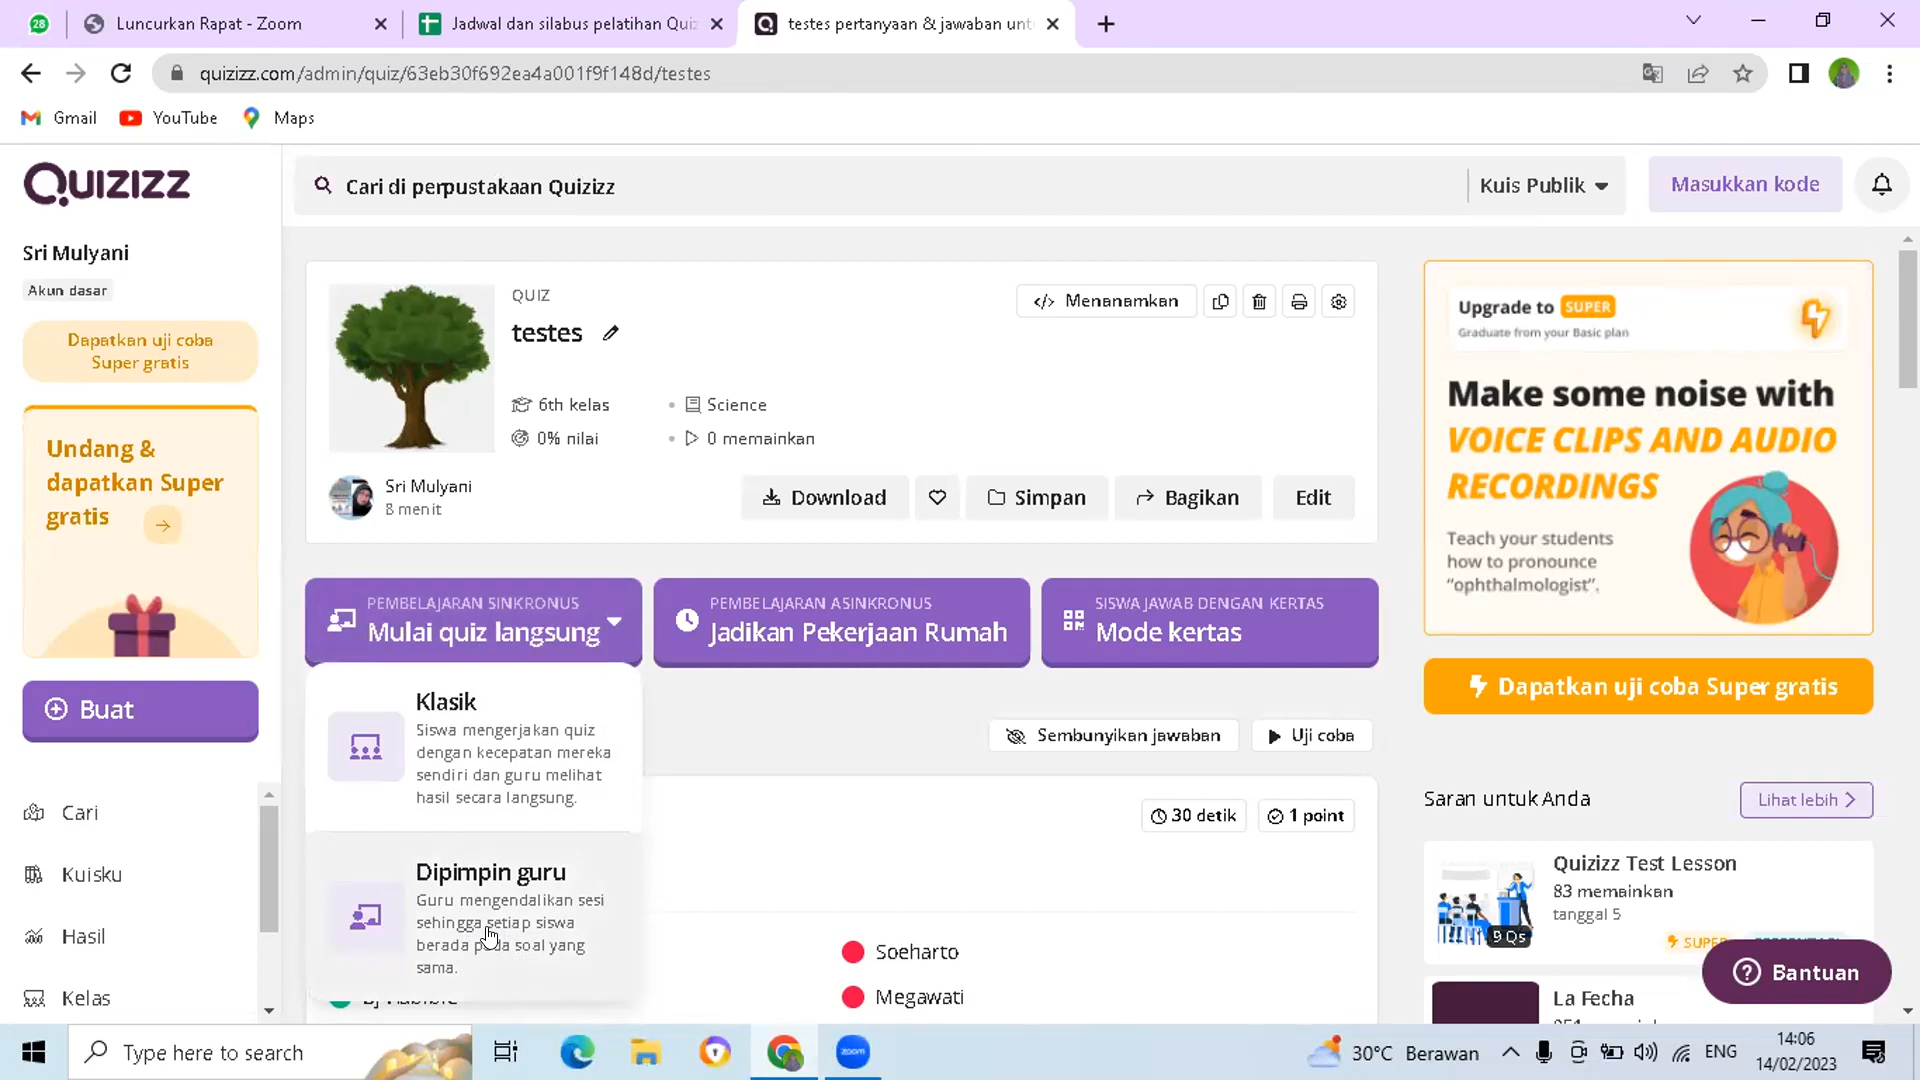 28
Luncurkan Rapat - Zoom
Jadwal dan silabus pelatihan Quiz
testes pertanyaan & jawaban unt
quizizz.com/admin/quiz/63eb30f692ea4a001f9f148d/testes
Gmail
YouTube
Maps
QUIZIZZ
Cari di perpustakaan Quizizz
Kuis Publik
Masukkan kode
Sri Mulyani
Akun dasar
Dapatkan uji coba
Super gratis
Undang &
dapatkan Super
gratis
Buat
Cari
Kuisku
Hasil
Kelas
QUIZ
testes
Menanamkan
6th kelas
Science
0% nilai
0 memainkan
Sri Mulyani
8 menit
Download
Simpan
Bagikan
Edit
PEMBELAJARAN SINKRONUS
Mulai quiz langsung
PEMBELAJARAN ASINKRONUS
Jadikan Pekerjaan Rumah
SISWA JAWAB DENGAN KERTAS
Mode kertas
Klasik
Siswa mengerjakan quiz
dengan kecepatan mereka
sendiri dan guru melihat
hasil secara langsung.
Dipimpin guru
Guru mengendalikan sesi
sehingga setiap siswa
berada pada soal yang
sama.
Sembunyikan jawaban
Uji coba
30 detik
1 point
Soeharto
Bj Habibie
Megawati
Upgrade to SUPER
Graduate from your Basic plan
Make some noise with
VOICE CLIPS AND AUDIO
RECORDINGS
Teach your students
how to pronounce
“ophthalmologist”.
Dapatkan uji coba Super gratis
Saran untuk Anda
Lihat lebih
Quizizz Test Lesson
83 memainkan
tanggal 5
9 Qs
SUPER
La Fecha
Bantuan
Type here to search
zoom
30°C Berawan
ENG
14:06
14/02/2023